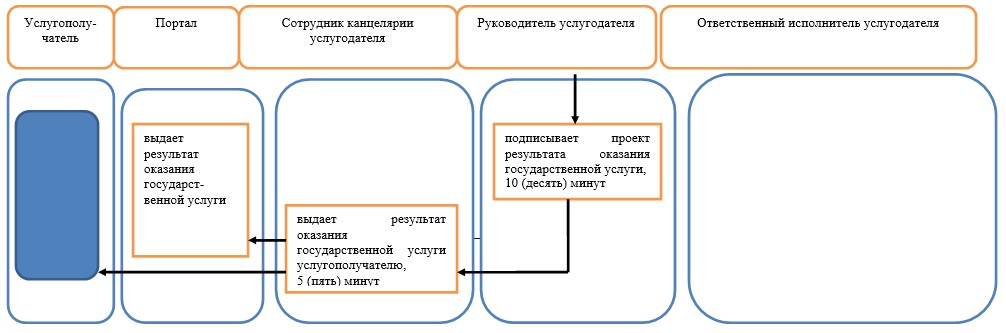 Услугополу-
чатель
Портал
Сотрудник канцелярии
услугодателя
Руководитель услугодателя
Ответственный исполнитель услугодателя
выдает
результат
оказания
государст-
венной услуги
выдает результат
оказания
государственной услуги
услугополучателю,
5 (пять) минут
подписывает проект
результата оказания
государственной услуги,
10 (десять) минут